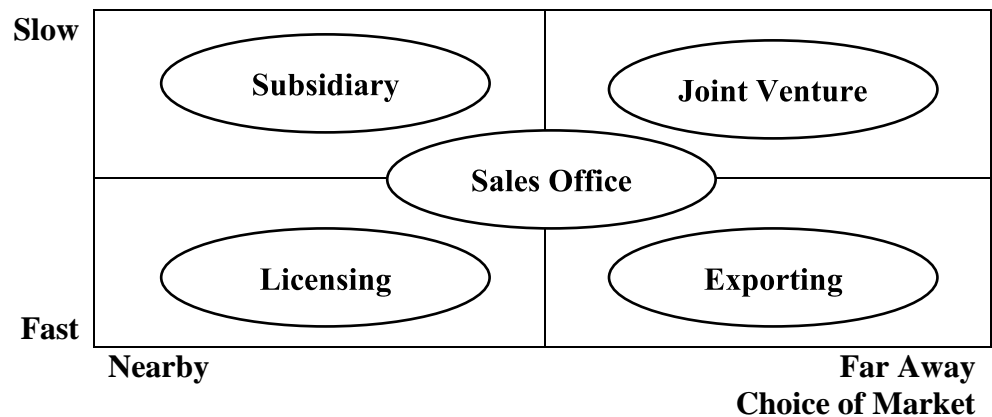 Slow
Subsidiary
Joint Venture
Sales Office
Licensing
Exporting
Fast
Nearby
Far Away
Choice of Market